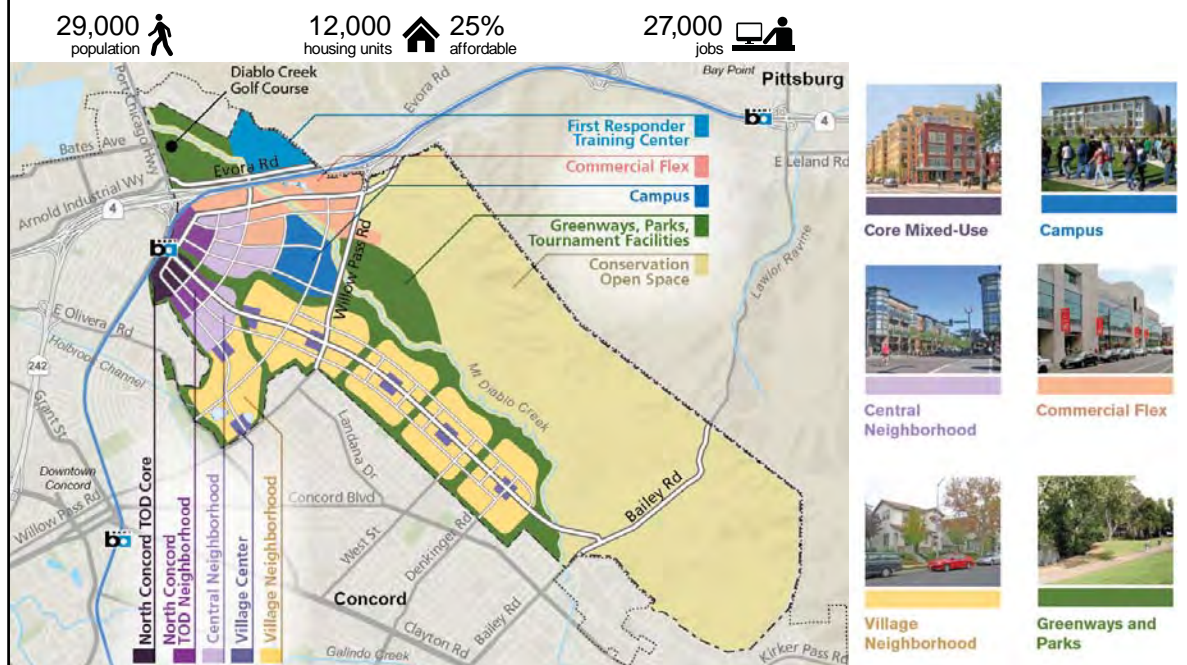 29,000
population
12,000
housing units
25%
affordable
27,000
jobs
Diablo Creek
Golf Course
Port Chicago Hwy
Evora Rd
Bay Point
Pittsburg
4
E Leland Rd
Bates Ave
Evora Rd
Arnold Industrial Wy
4
First Responder
Training Center
Commercial Flex
Campus
Greenways, Parks,
Tournament Facilities
Conservation
Open Space
Willow Pass Rd
Lawlor Ravine
ba
ba
ba
E Olivera Rd
Holbrook Channel
242
Grant St
Mt Diablo Creek
Landana Dr
Downtown
Concord
Willow Pass Rd
Concord Blvd
West St
Denkinger Rd
Bailey Rd
Concord
Clayton Rd
Bailey Rd
Galindo Creek
Kirker Pass Rd
North Concord TOD Core
North Concord
TOD Neighborhood
Central Neighborhood
Village Center
Village Neighborhood
Core Mixed-Use
Campus
Central
Neighborhood
Commercial Flex
Village
Neighborhood
Greenways and
Parks